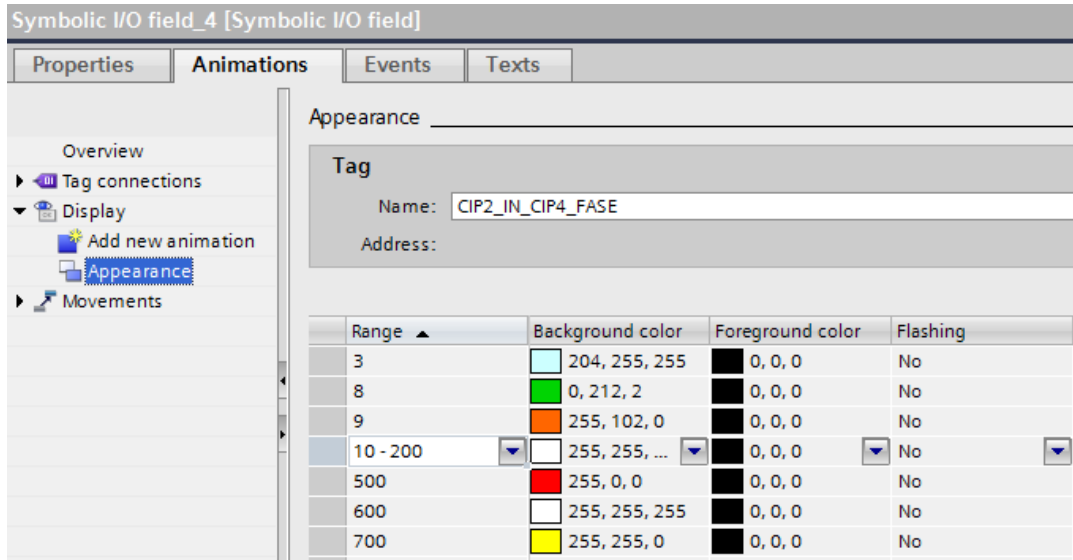 Symbolic I/O field_4 [Symbolic I/O field]
Properties Animations Events Texts
Appearance
Overview
Tag connections
Display
Add new animation
Appearance
Movements
Tag
Name: CIP2_IN_CIP4_FASE
Address:
Range Background color Foreground color Flashing
3 204, 255, 255 0, 0, 0 No
8 0, 212, 2 0, 0, 0 No
9 255, 102, 0 0, 0, 0 No
10 - 200 255, 255, ... 0, 0, 0 No
500 255, 0, 0 0, 0, 0 No
600 255, 255, 255 0, 0, 0 No
700 255, 255, 0 0, 0, 0 No